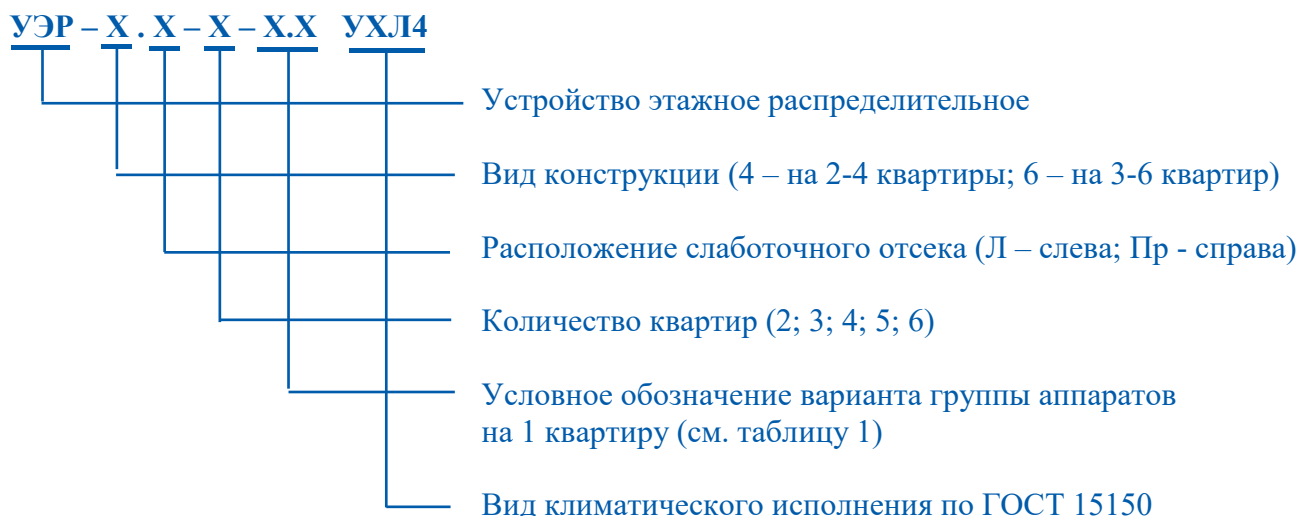 УЭР – Х . Х – Х – Х.Х УХЛ4
Устройство этажное распределительное
Вид конструкции (4 – на 2-4 квартиры; 6 – на 3-6 квартир)
Расположение слаботочного отсека (Л – слева; Пр - справа)
Количество квартир (2; 3; 4; 5; 6)
Условное обозначение варианта группы аппаратов
на 1 квартиру (см. таблицу 1)
Вид климатического исполнения по ГОСТ 15150